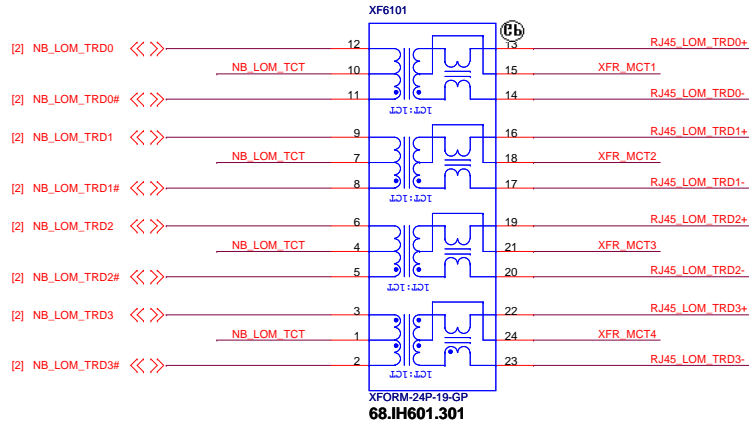 XF6101
[2] NB_LOM_TRD0 12 13 RJ45_LOM_TRD0+
NB_LOM_TCT 10 15 XFR_MCT1
[2] NB_LOM_TRD0# 11 14 RJ45_LOM_TRD0-
1CT:1CT
[2] NB_LOM_TRD1 9 16 RJ45_LOM_TRD1+
NB_LOM_TCT 7 18 XFR_MCT2
[2] NB_LOM_TRD1# 8 17 RJ45_LOM_TRD1-
1CT:1CT
[2] NB_LOM_TRD2 6 19 RJ45_LOM_TRD2+
NB_LOM_TCT 4 21 XFR_MCT3
[2] NB_LOM_TRD2# 5 20 RJ45_LOM_TRD2-
1CT:1CT
[2] NB_LOM_TRD3 3 22 RJ45_LOM_TRD3+
NB_LOM_TCT 1 24 XFR_MCT4
[2] NB_LOM_TRD3# 2 23 RJ45_LOM_TRD3-
1CT:1CT
XFORM-24P-19-GP
68.IH601.301